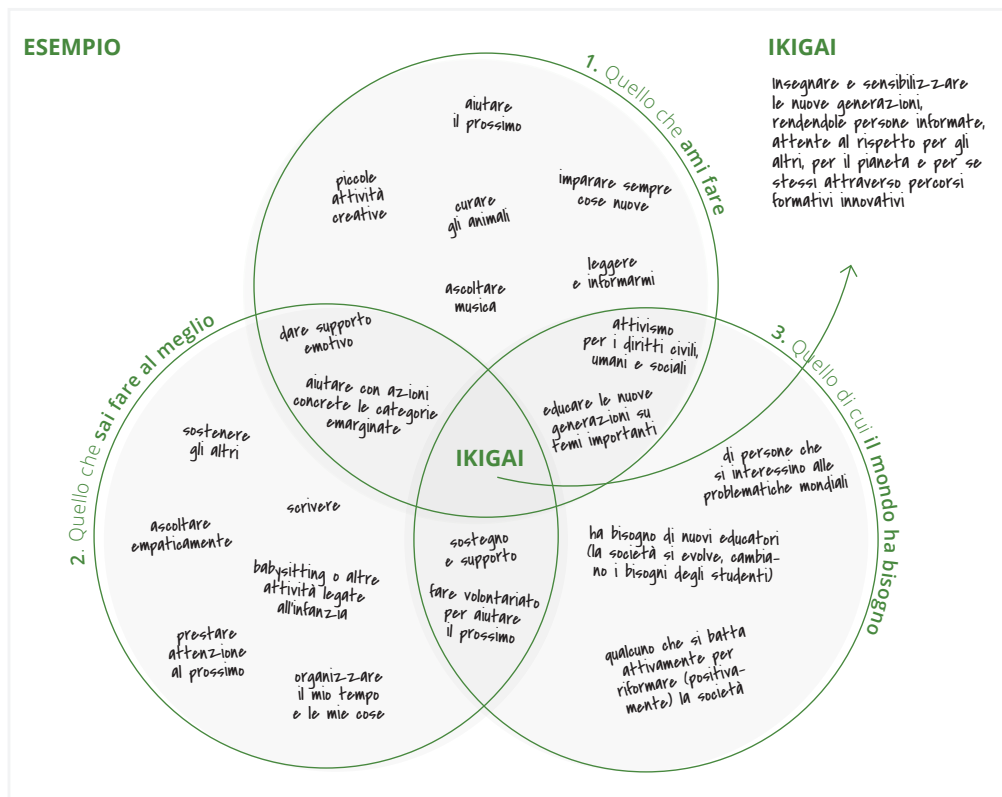 ESEMPIO
IKIGAI
Insegnare e sensibilizzare
le nuove generazioni,
rendendole persone informate,
attente al rispetto per gli
altri, per il pianeta e per se
stessi attraverso percorsi
formativi innovativi
1. Quello che ami fare
aiutare
il prossimo
piccole
attività
creative
curare
gli animali
imparare sempre
cose nuove
ascoltare
musica
leggere
e informarmi
2. Quello che sai fare al meglio
dare supporto
emotivo
aiutare con azioni
concrete le categorie
emarginate
attivismo
per i diritti civili,
umani e sociali
educare le nuove
generazioni su
temi importanti
3. Quello di cui il mondo ha bisogno
IKIGAI
sostenere
gli altri
scrivere
ascoltare
empaticamente
babysitting o altre
attività legate
all'infanzia
prestare
attenzione
al prossimo
organizzare
il mio tempo
e le mie cose
sostegno
e supporto
fare volontariato
per aiutare
il prossimo
di persone che
si interessino alle
problematiche mondiali
ha bisogno di nuovi educatori
(la società si evolve, cambia-
no i bisogni degli studenti)
qualcuno che si batta
attivamente per
riformare (positiva-
mente) la società